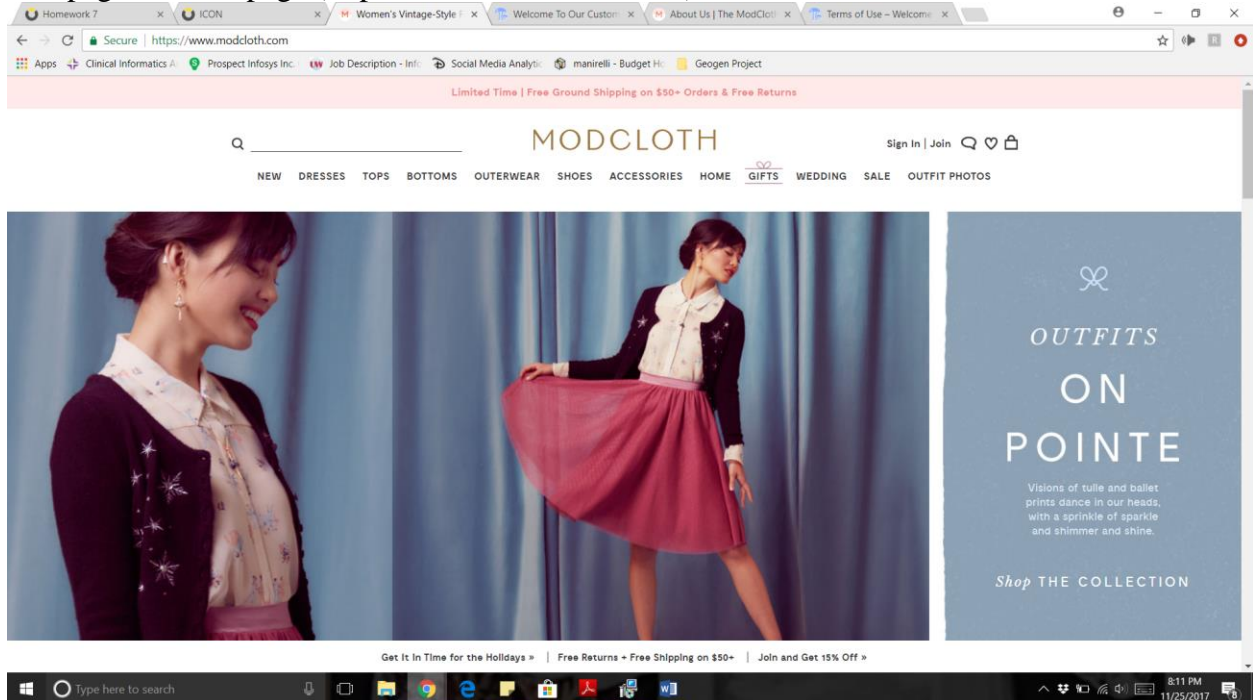 Homework 7
ICON
Women's Vintage-Style F
Welcome To Our Custom
About Us | The ModClot
Terms of Use – Welcome
Secure | https://www.modcloth.com
Apps
Clinical Informatics A
Prospect Infosys Inc.
Job Description - Info
Social Media Analytic
manirelli - Budget Ho
Geogen Project
Limited Time | Free Ground Shipping on $50+ Orders & Free Returns
MODCLOTH
Sign In | Join
NEW DRESSES TOPS BOTTOMS OUTERWEAR SHOES ACCESSORIES HOME GIFTS WEDDING SALE OUTFIT PHOTOS
OUTFITS
ON
POINTE
Visions of tulle and ballet
prints dance in our heads,
with a sprinkle of sparkle
and shimmer and shine.
Shop THE COLLECTION
Get It In Time for the Holidays » | Free Returns + Free Shipping on $50+ | Join and Get 15% Off »
Type here to search
8:11 PM
11/25/2017